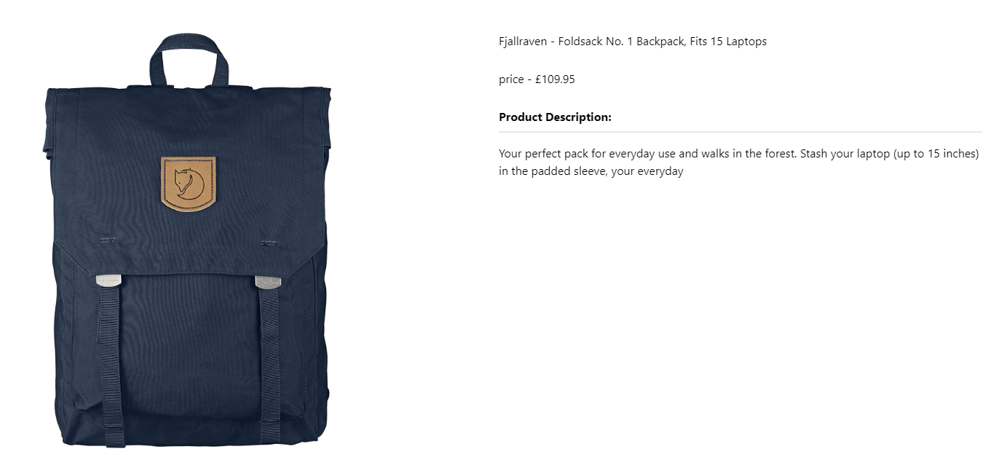 Fjallraven - Foldsack No. 1 Backpack, Fits 15 Laptops
price - £109.95
Product Description:
Your perfect pack for everyday use and walks in the forest. Stash your laptop (up to 15 inches)
in the padded sleeve, your everyday